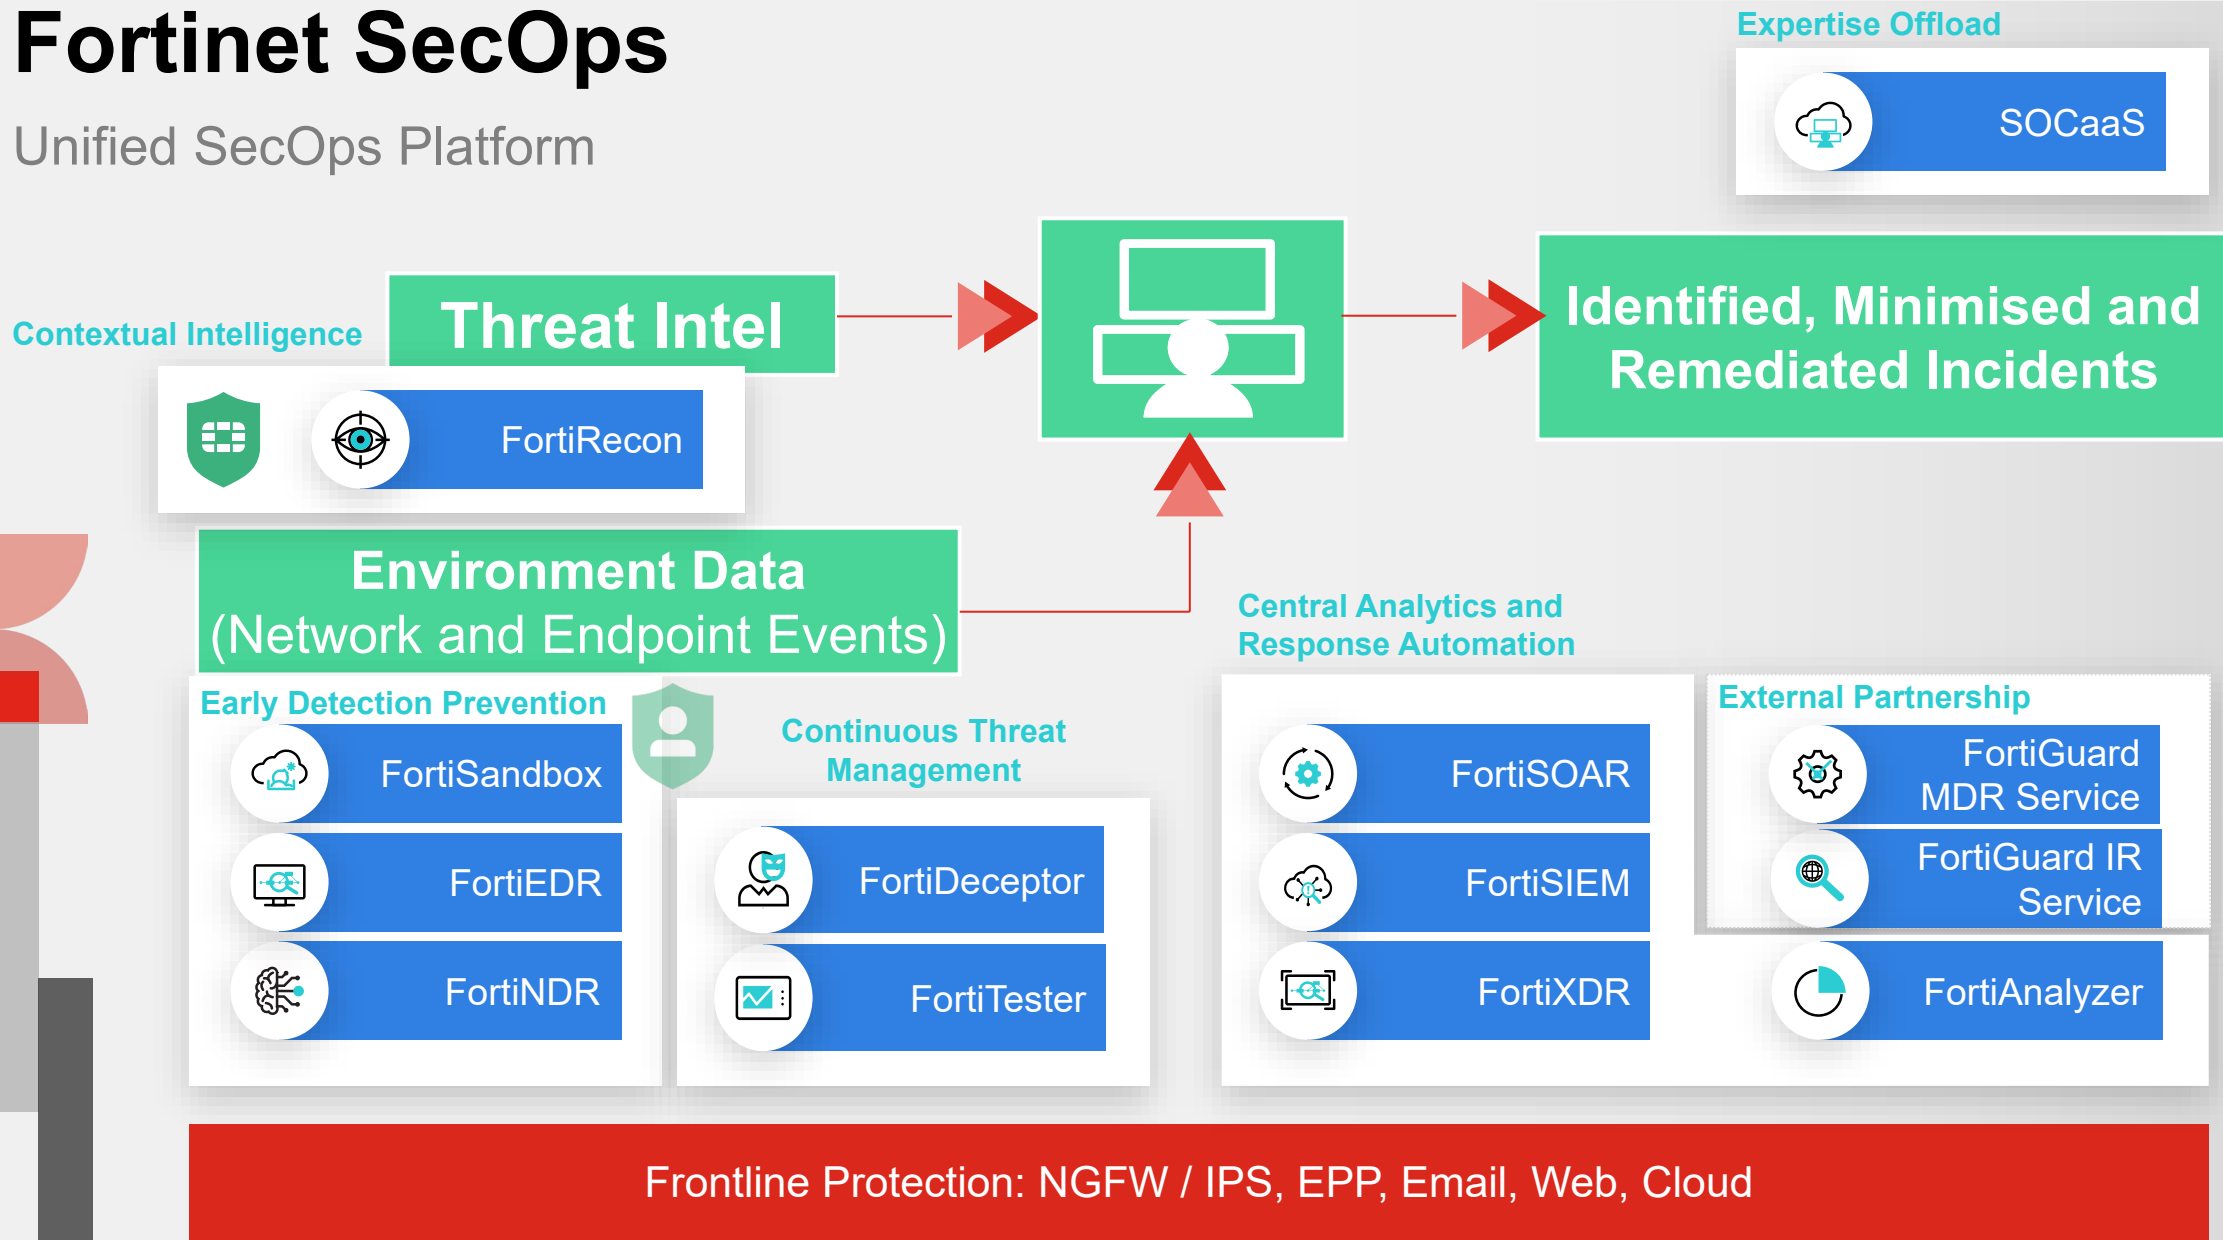 Fortinet SecOps
Unified SecOps Platform
Expertise Offload
SOCaaS
Contextual Intelligence
Threat Intel
FortiRecon
Identified, Minimised and
Remediated Incidents
Environment Data
(Network and Endpoint Events)
Early Detection Prevention
FortiSandbox
FortiEDR
FortiNDR
Continuous Threat
Management
FortiDeceptor
FortiTester
Central Analytics and
Response Automation
FortiSOAR
FortiSIEM
FortiXDR
External Partnership
FortiGuard
MDR Service
FortiGuard IR
Service
FortiAnalyzer
Frontline Protection: NGFW / IPS, EPP, Email, Web, Cloud